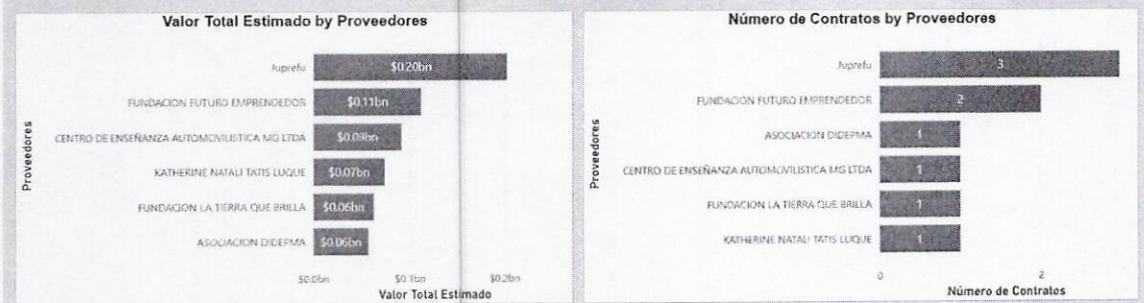 Valor Total Estimado by Proveedores
Proveedores
Juprefu $0.20bn
FUNDACION FUTURO EMPRENDEDOR $0.11bn
CENTRO DE ENSEÑANZA AUTOMOVILISTICA MG LTDA $0.09bn
KATHERINE NATALI TATIS LUQUE $0.07bn
FUNDACION LA TIERRA QUE BRILLA $0.06bn
ASOCIACION DIDEPMA $0.06bn
$0.0bn $0.1bn $0.2bn
Valor Total Estimado
Número de Contratos by Proveedores
Proveedores
Juprefu 3
FUNDACION FUTURO EMPRENDEDOR 2
ASOCIACION DIDEPMA 1
CENTRO DE ENSEÑANZA AUTOMOVILISTICA MG LTDA 1
FUNDACION LA TIERRA QUE BRILLA 1
KATHERINE NATALI TATIS LUQUE 1
0 2
Número de Contratos